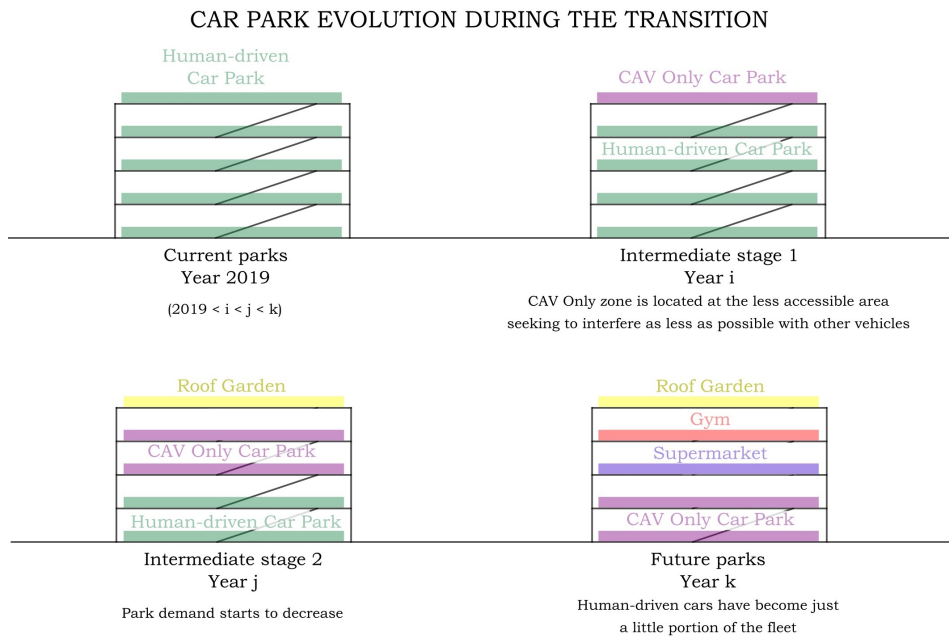 CAR PARK EVOLUTION DURING THE TRANSITION
Human-driven
Car Park
Current parks
Year 2019
(2019 < i < j < k)
CAV Only Car Park
Human-driven Car Park
Intermediate stage 1
Year i
CAV Only zone is located at the less accessible area
seeking to interfere as less as possible with other vehicles
Roof Garden
CAV Only Car Park
Human-driven Car Park
Intermediate stage 2
Year j
Park demand starts to decrease
Roof Garden
Gym
Supermarket
CAV Only Car Park
Future parks
Year k
Human-driven cars have become just
a little portion of the fleet